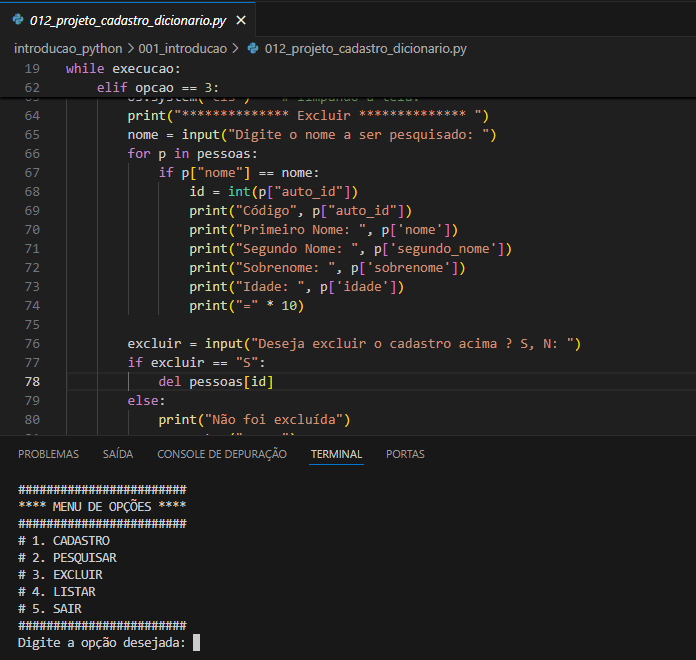 012_projeto_cadastro_dicionario.py
introducao_python > 001_introducao > 012_projeto_cadastro_dicionario.py
19 while execucao:
62 elif opcao == 3:
64 print("************** Excluir ************** ")
65 nome = input("Digite o nome a ser pesquisado: ")
66 for p in pessoas:
67 if p["nome"] == nome:
68 id = int(p["auto_id"])
69 print("Código", p["auto_id"])
70 print("Primeiro Nome: ", p['nome'])
71 print("Segundo Nome: ", p['segundo_nome'])
72 print("Sobrenome: ", p['sobrenome'])
73 print("Idade: ", p['idade'])
74 print("=" * 10)
75
76 excluir = input("Deseja excluir o cadastro acima ? S, N: ")
77 if excluir == "S":
78 del pessoas[id]
79 else:
80 print("Não foi excluída")
PROBLEMAS SAÍDA CONSOLE DE DEPURAÇÃO TERMINAL PORTAS
########################
**** MENU DE OPÇÕES ****
########################
# 1. CADASTRO
# 2. PESQUISAR
# 3. EXCLUIR
# 4. LISTAR
# 5. SAIR
########################
Digite a opção desejada: